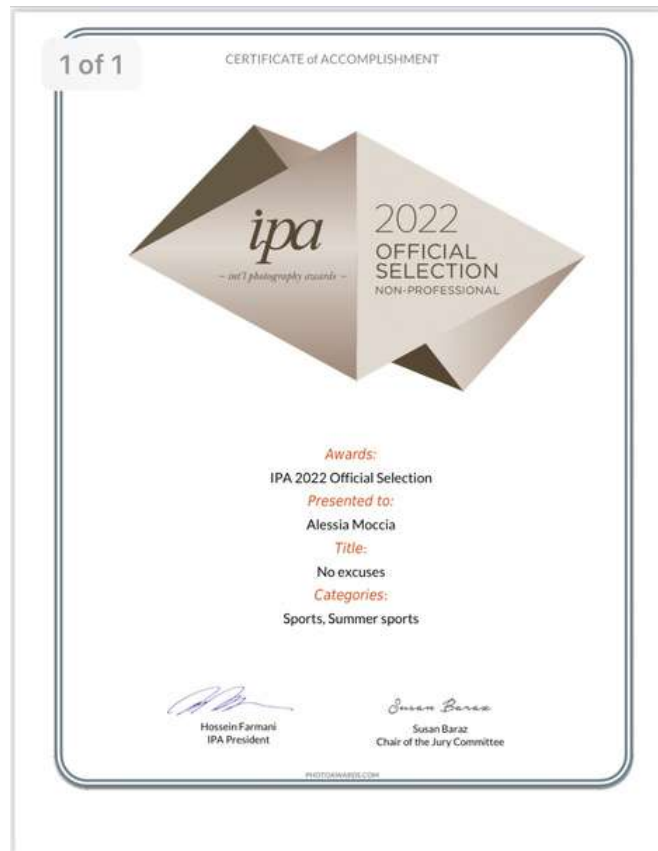 1 of 1
CERTIFICATE of ACCOMPLISHMENT
ipa
~ int'l photography awards ~
2022
OFFICIAL
SELECTION
NON-PROFESSIONAL
Awards:
IPA 2022 Official Selection
Presented to:
Alessia Moccia
Title:
No excuses
Categories:
Sports, Summer sports
Susan Baraz
Hossein Farmani
IPA President
Susan Baraz
Chair of the Jury Committee
PHOTOAWARDS.COM